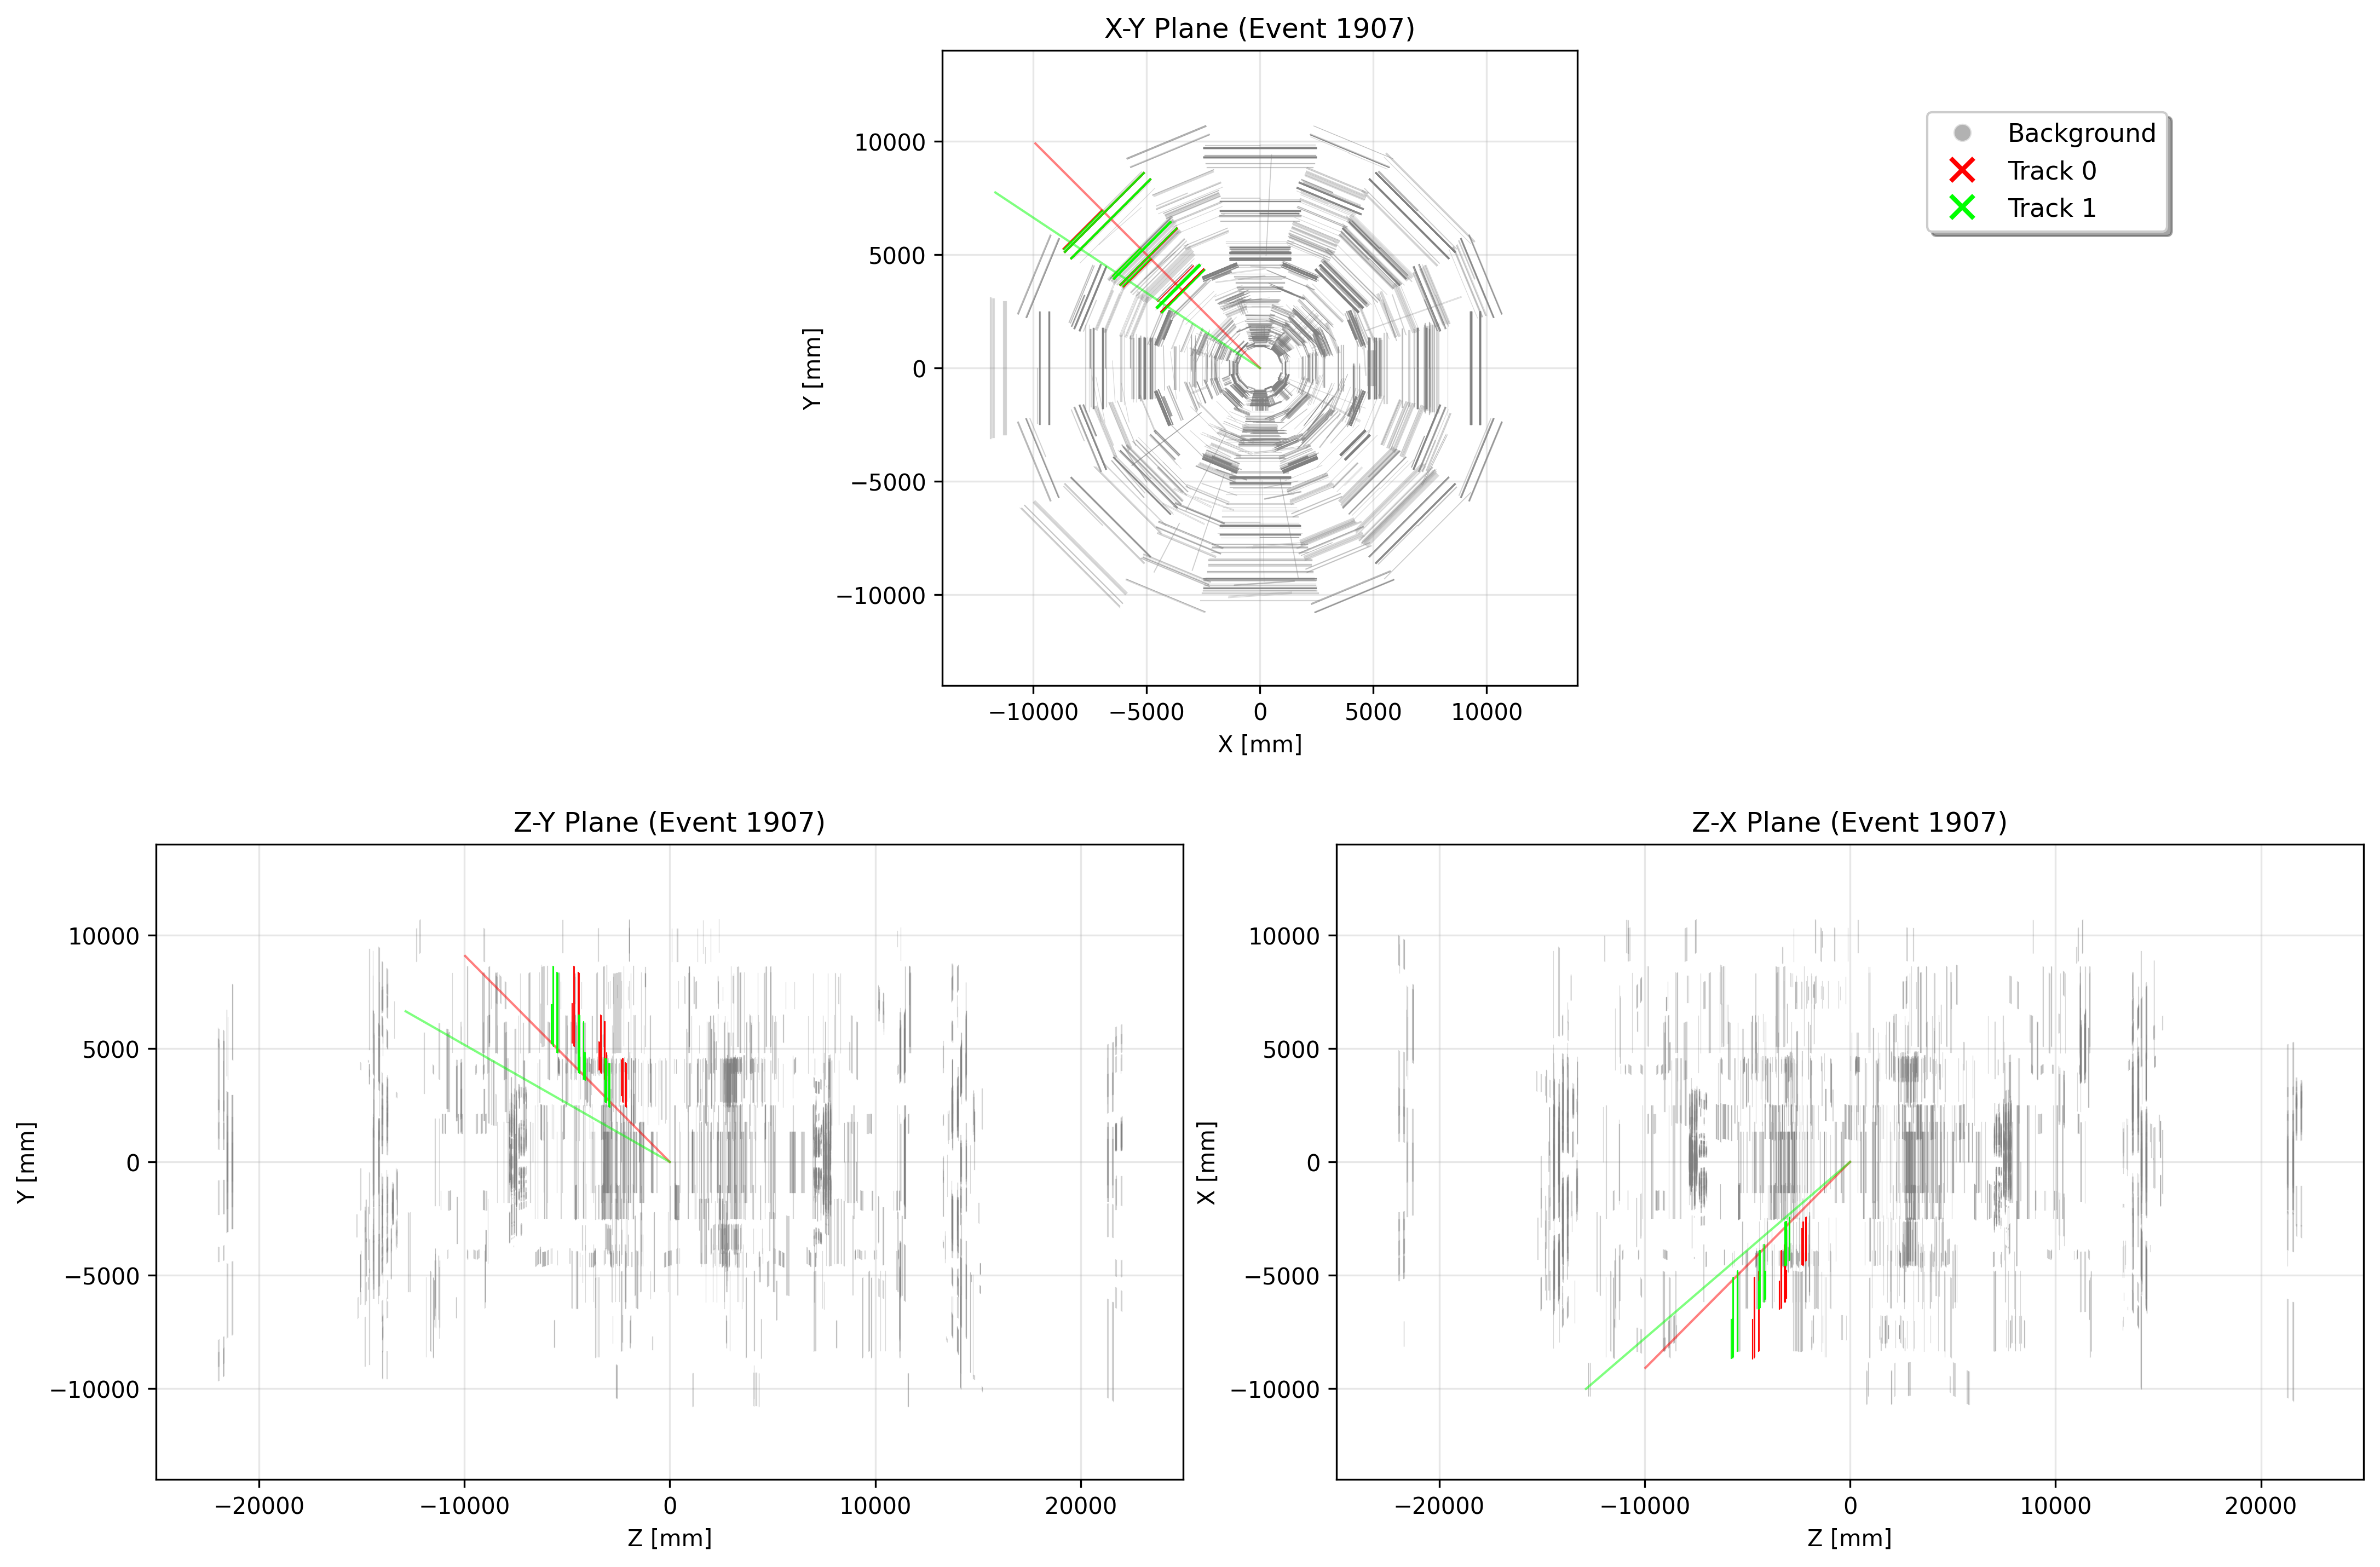 X-Y Plane (Event 1907)
10000
5000
0
−5000
−10000
Y [mm]
−10000 −5000 0 5000 10000
X [mm]
Background
Track 0
Track 1
Z-Y Plane (Event 1907)
10000
5000
0
−5000
−10000
Y [mm]
−20000 −10000 0 10000 20000
Z [mm]
Z-X Plane (Event 1907)
10000
5000
0
−5000
−10000
X [mm]
−20000 −10000 0 10000 20000
Z [mm]